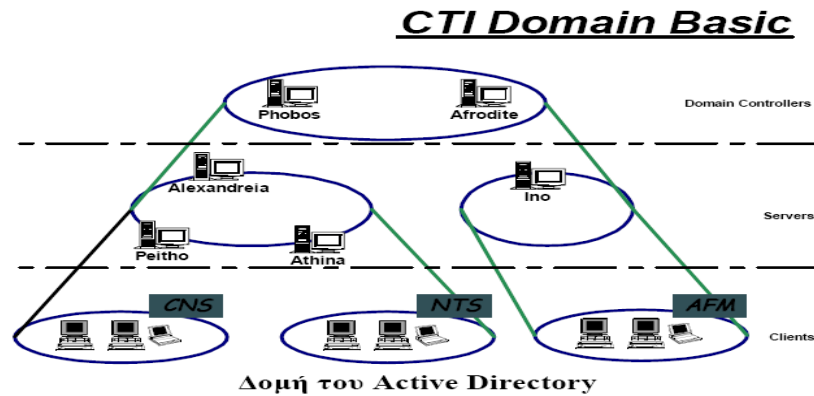 CTI Domain Basic
Phobos
Afrodite
Domain Controllers
Alexandreia
Ino
Servers
Peitho
Athina
CNS
NTS
AFM
Clients
Δομή του Active Directory